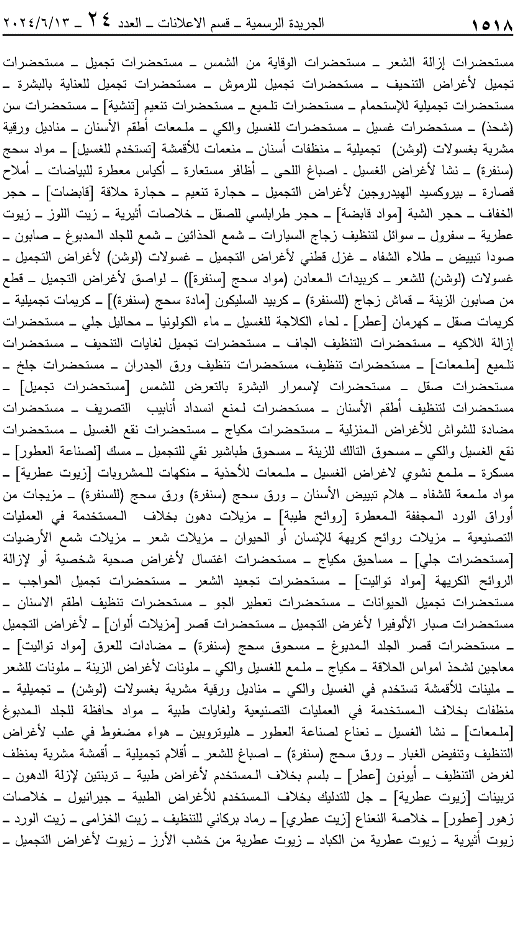 ١٥١٨ الجريدة الرسمية – قسم الاعلانات – العدد ٢٤ – ٢٠٢٤/٦/١٣
مستحضرات إزالة الشعر – مستحضرات الوقاية من الشمس – مستحضرات تجميل – مستحضرات
تجميل لأغراض التنحيف – مستحضرات تجميل للرموش – مستحضرات تجميل للعناية بالبشرة –
مستحضرات تجميلية للإستحمام – مستحضرات تلميع – مستحضرات تنعيم [تنشية] – مستحضرات سن
(شحذ) – مستحضرات غسيل – مستحضرات للغسيل والكي – ملمعات أطقم الأسنان – مناديل ورقية
مشربة بغسولات (لوشن) تجميلية – منظفات أسنان – منعمات للأقمشة [تستخدم للغسيل] – مواد سحج
(سنفرة) – نشا لأغراض الغسيل ـ اصباغ اللحى – أظافر مستعارة – أكياس معطرة للبياضات – أملاح
قصارة – بيروكسيد الهيدروجين لأغراض التجميل – حجارة تنعيم – حجارة حلاقة [قابضات] – حجر
الخفاف – حجر الشبة [مواد قابضة] – حجر طرابلسي للصقل – خلاصات أثيرية – زيت اللوز – زيوت
عطرية – سفرول – سوائل لتنظيف زجاج السيارات – شمع الحذائين – شمع للجلد المدبوغ – صابون –
صودا تبييض – طلاء الشفاه – غزل قطني لأغراض التجميل – غسولات (لوشن) لأغراض التجميل –
غسولات (لوشن) للشعر – كربيدات المعادن (مواد سحج [سنفرة]) – لواصق لأغراض التجميل – قطع
من صابون الزينة – قماش زجاج (للسنفرة) – كربيد السليكون [مادة سحج (سنفرة)] – كريمات تجميلية –
كريمات صقل – كهرمان [عطر] ـ لحاء الكلاجة للغسيل – ماء الكولونيا – محاليل جلي – مستحضرات
إزالة اللاكيه – مستحضرات التنظيف الجاف – مستحضرات تجميل لغايات التنحيف – مستحضرات
تلميع [ملمعات] – مستحضرات تنظيف، مستحضرات تنظيف ورق الجدران – مستحضرات جلخ –
مستحضرات صقل – مستحضرات لإسمرار البشرة بالتعرض للشمس [مستحضرات تجميل] –
مستحضرات لتنظيف أطقم الأسنان – مستحضرات لمنع انسداد أنابيب التصريف – مستحضرات
مضادة للشواش للأغراض المنزلية – مستحضرات مكياج – مستحضرات نقع الغسيل – مستحضرات
نقع الغسيل والكي – مسحوق التالك للزينة – مسحوق طباشير نقي للتجميل – مسك [لصناعة العطور] –
مسكرة – ملمع نشوي لاغراض الغسيل – ملمعات للأحذية – منكهات للمشروبات [زيوت عطرية] –
مواد ملمعة للشفاه – هلام تبييض الأسنان – ورق سحج (سنفرة) ورق سحج (للسنفرة) – مزيجات من
أوراق الورد المجففة المعطرة [روائح طيبة] – مزيلات دهون بخلاف المستخدمة في العمليات
التصنيعية – مزيلات روائح كريهة للإنسان أو الحيوان – مزيلات شعر – مزيلات شمع الأرضيات
[مستحضرات جلي] – مساحيق مكياج – مستحضرات اغتسال لأغراض صحية شخصية أو لإزالة
الروائح الكريهة [مواد تواليت] – مستحضرات تجعيد الشعر – مستحضرات تجميل الحواجب –
مستحضرات تجميل الحيوانات – مستحضرات تعطير الجو – مستحضرات تنظيف اطقم الاسنان –
مستحضرات صبار الألوفيرا لأغرض التجميل – مستحضرات قصر [مزيلات ألوان] – لأغراض التجميل
– مستحضرات قصر الجلد المدبوغ – مسحوق سحج (سنفرة) – مضادات للعرق [مواد تواليت] –
معاجين لشحذ امواس الحلاقة – مكياج – ملمع للغسيل والكي – ملونات لأغراض الزينة – ملونات للشعر
– ملينات للأقمشة تستخدم في الغسيل والكي – مناديل ورقية مشربة بغسولات (لوشن) – تجميلية –
منظفات بخلاف المستخدمة في العمليات التصنيعية ولغايات طبية – مواد حافظة للجلد المدبوغ
[ملمعات] – نشا الغسيل – نعناع لصناعة العطور – هليوتروبين – هواء مضغوط في علب لأغراض
التنظيف وتنفيض الغبار – ورق سحج (سنفرة) – اصباغ للشعر – أقلام تجميلية – أقمشة مشربة بمنظف
لغرض التنظيف – أيونون [عطر] – بلسم بخلاف المستخدم لأغراض طبية – تربنتين لإزلة الدهون –
تربينات [زيوت عطرية] – جل للتدليك بخلاف المستخدم للأغراض الطبية – جيرانيول – خلاصات
زهور [عطور] – خلاصة النعناع [زيت عطري] – رماد بركاني للتنظيف – زيت الخزامى – زيت الورد –
زيوت أثيرية – زيوت عطرية من الكباد – زيوت عطرية من خشب الأرز – زيوت لأغراض التجميل –